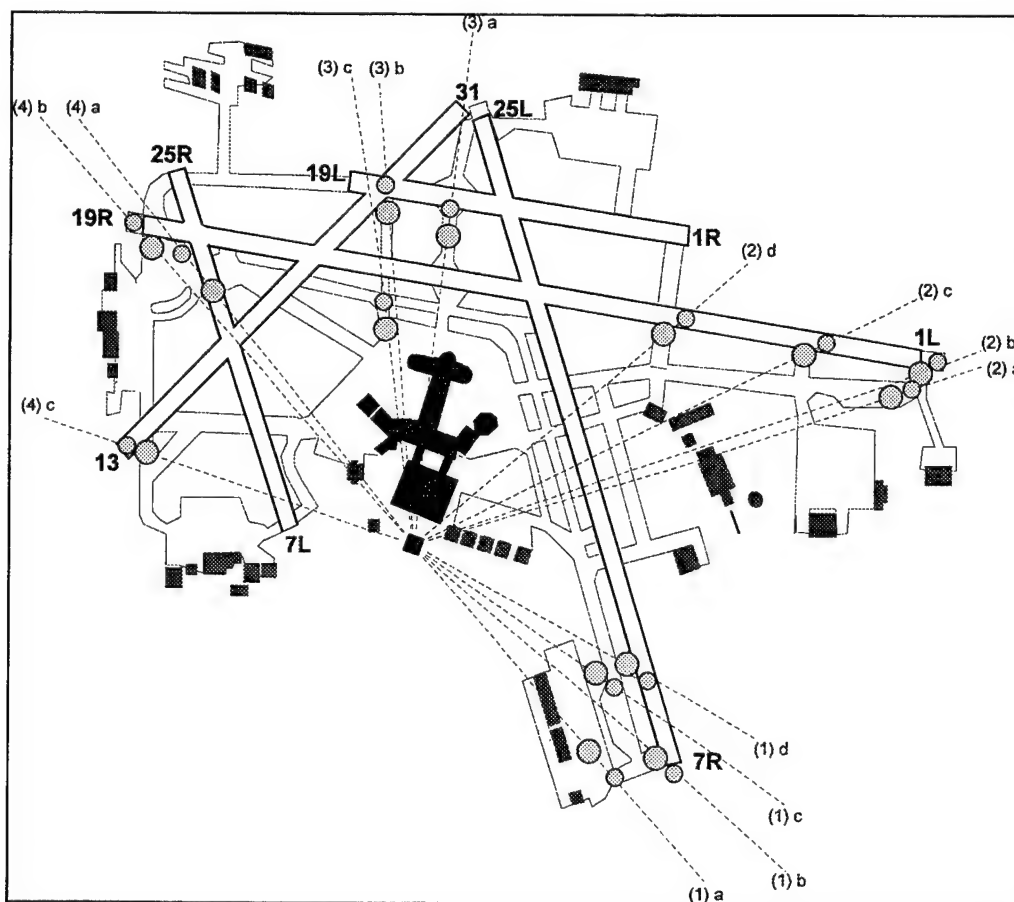 (3) a
(3) c
(3) b
(4) b
(4) a
31
25L
25R
19L
19R
1R
(2) d
(2) c
1L
(2) b
(2) a
(4) c
13
7L
7R
(1) d
(1) c
(1) b
(1) a